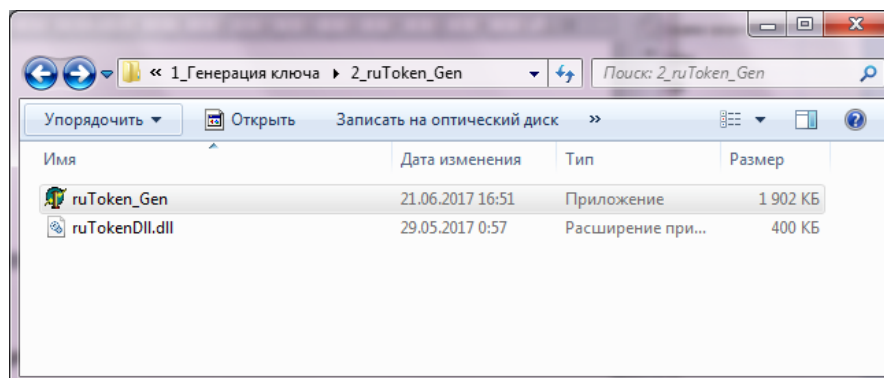 « 1_Генерация ключа 2_ruToken_Gen Поиск: 2_ruToken_Gen
Упорядочить Открыть Записать на оптический диск »
Имя Дата изменения Тип Размер
ruToken_Gen 21.06.2017 16:51 Приложение 1 902 КБ
ruTokenDll.dll 29.05.2017 0:57 Расширение при... 400 КБ